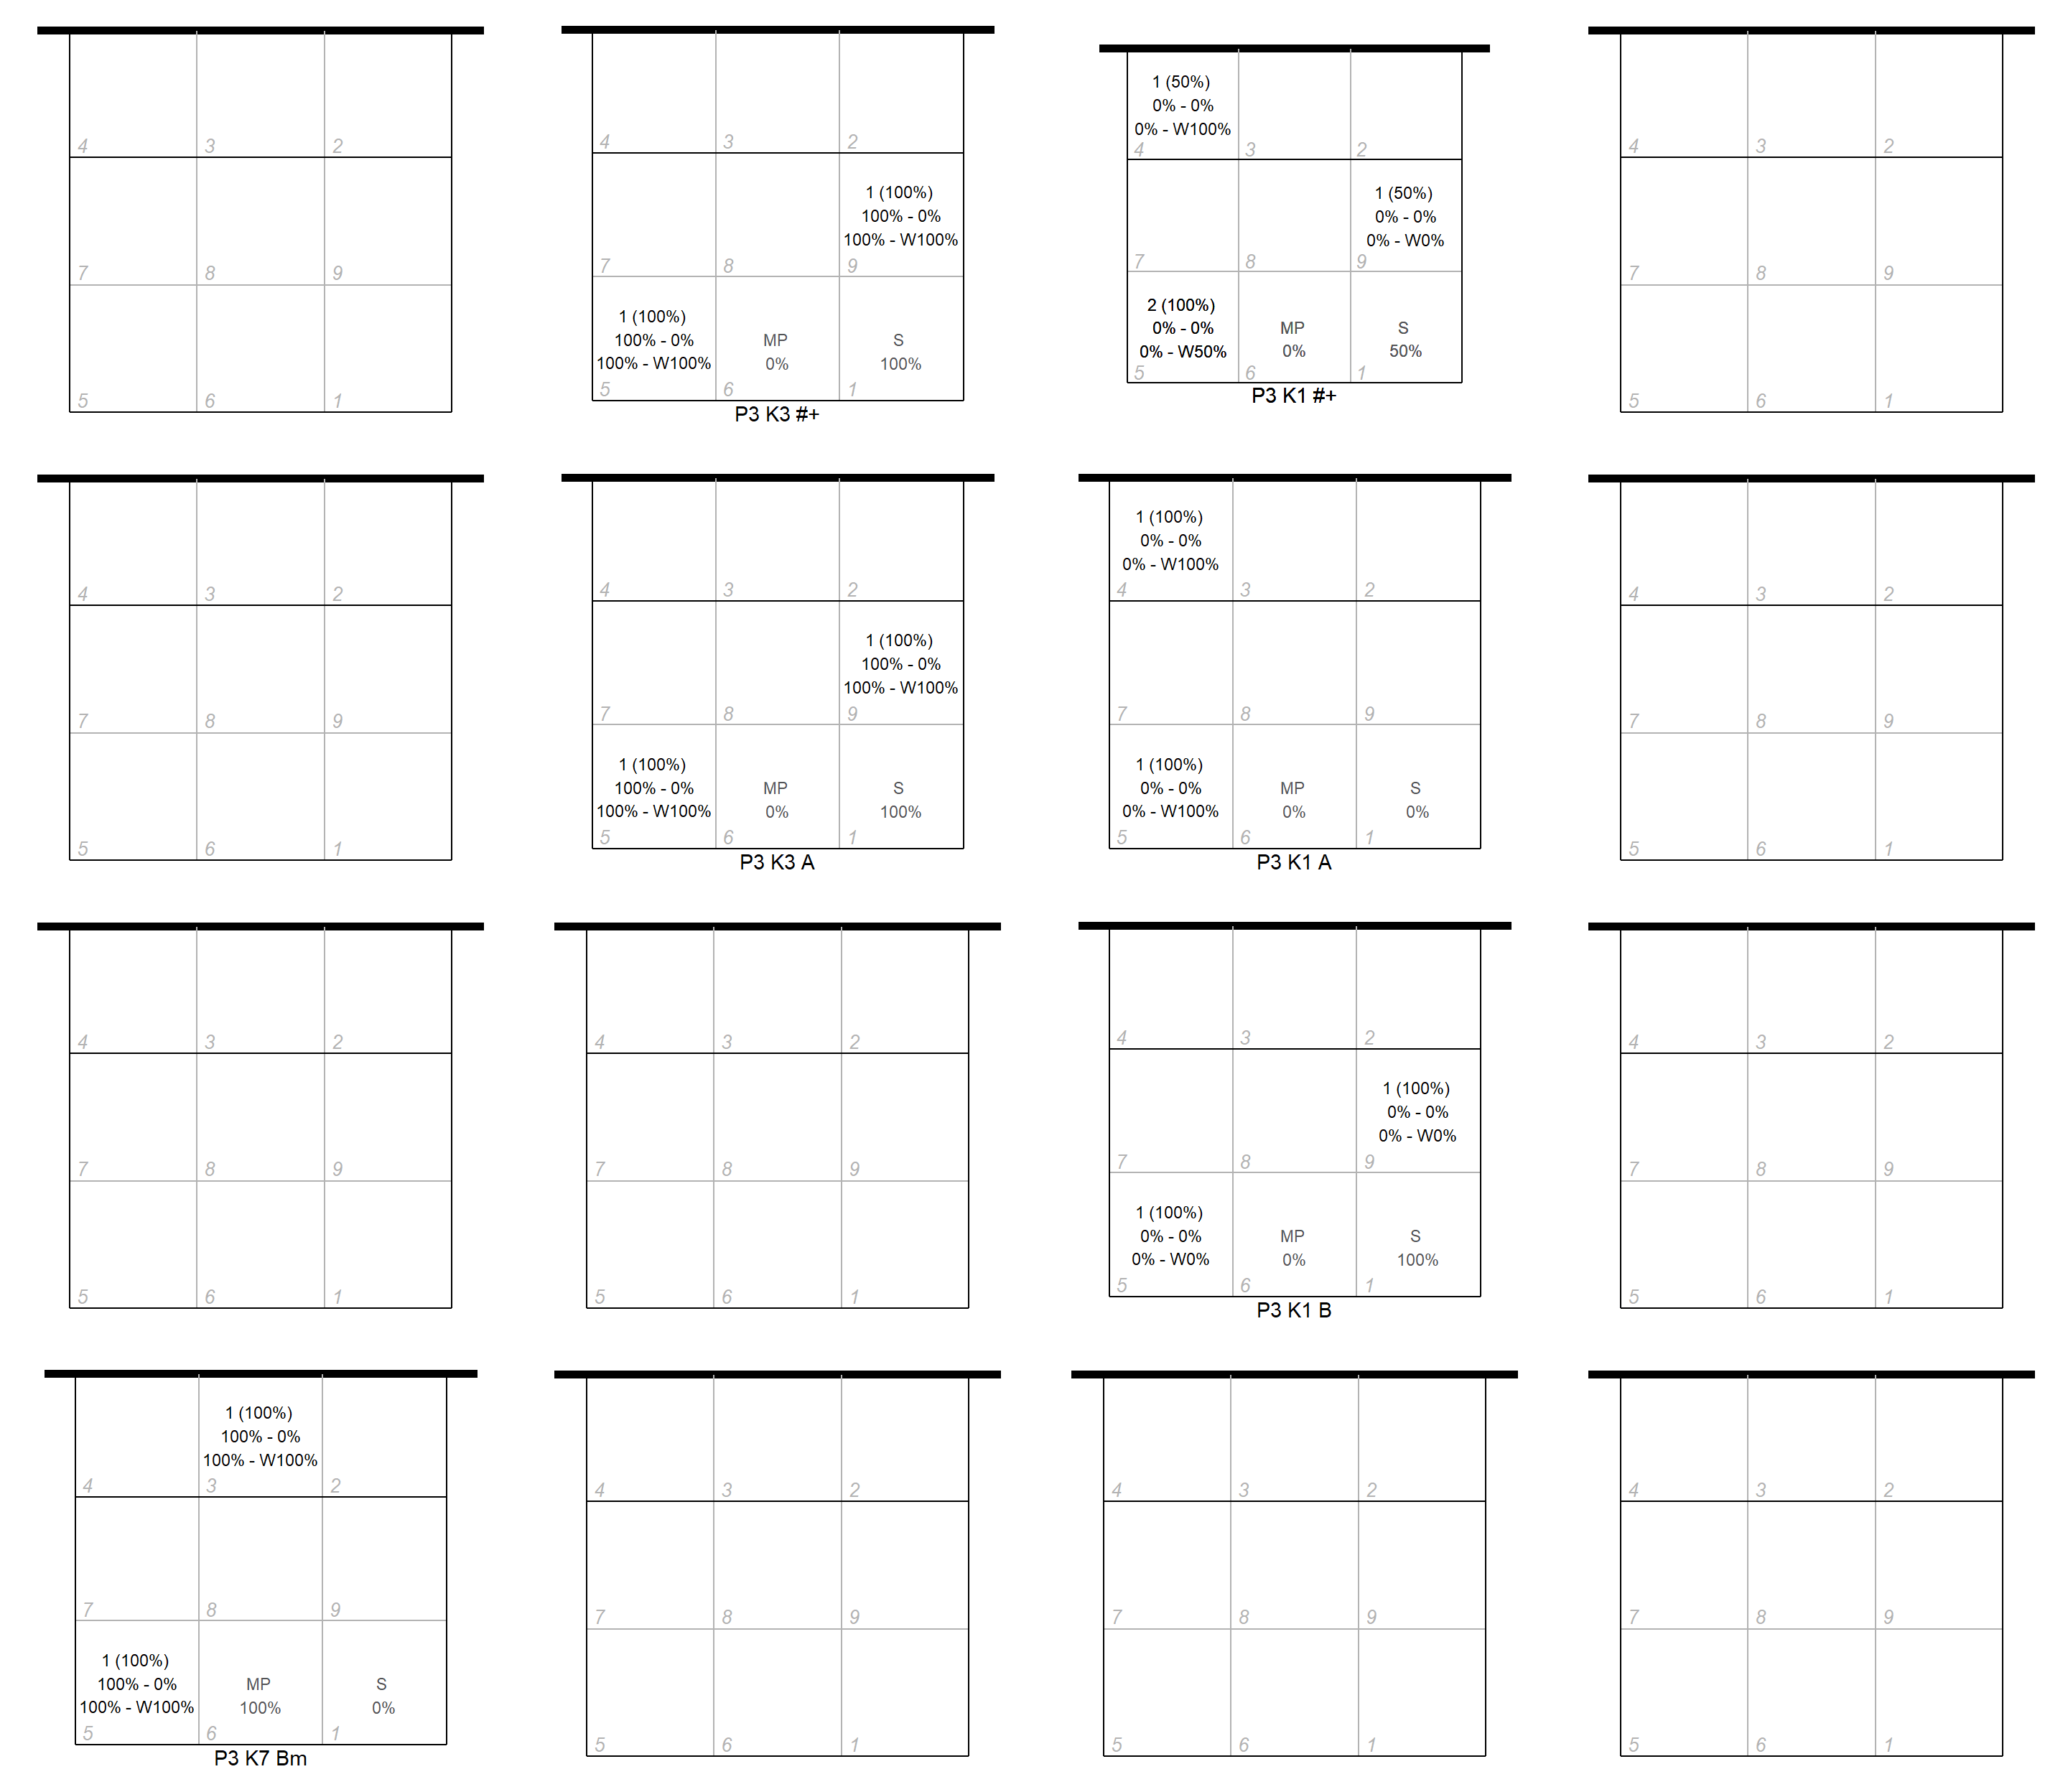 4 3 2
7 8 9
5 6 1
4 3 2
1 (100%)
100% - 0%
100% - W100%
7 8 9
1 (100%)
100% - 0%
100% - W100%
MP
0%
S
100%
5 6 1
P3 K3 #+
1 (50%)
0% - 0%
0% - W100%
4 3 2
1 (50%)
0% - 0%
0% - W0%
7 8 9
2 (100%)
0% - 0%
0% - W50%
MP
0%
S
50%
5 6 1
P3 K1 #+
4 3 2
7 8 9
5 6 1
4 3 2
7 8 9
5 6 1
4 3 2
1 (100%)
100% - 0%
100% - W100%
7 8 9
1 (100%)
100% - 0%
100% - W100%
MP
0%
S
100%
5 6 1
P3 K3 A
1 (100%)
0% - 0%
0% - W100%
4 3 2
7 8 9
1 (100%)
0% - 0%
0% - W100%
MP
0%
S
0%
5 6 1
P3 K1 A
4 3 2
7 8 9
5 6 1
4 3 2
7 8 9
5 6 1
4 3 2
7 8 9
5 6 1
4 3 2
1 (100%)
0% - 0%
0% - W0%
7 8 9
1 (100%)
0% - 0%
0% - W0%
MP
0%
S
100%
5 6 1
P3 K1 B
4 3 2
7 8 9
5 6 1
1 (100%)
100% - 0%
100% - W100%
4 3 2
7 8 9
1 (100%)
100% - 0%
100% - W100%
MP
100%
S
0%
5 6 1
P3 K7 Bm
4 3 2
7 8 9
5 6 1
4 3 2
7 8 9
5 6 1
4 3 2
7 8 9
5 6 1